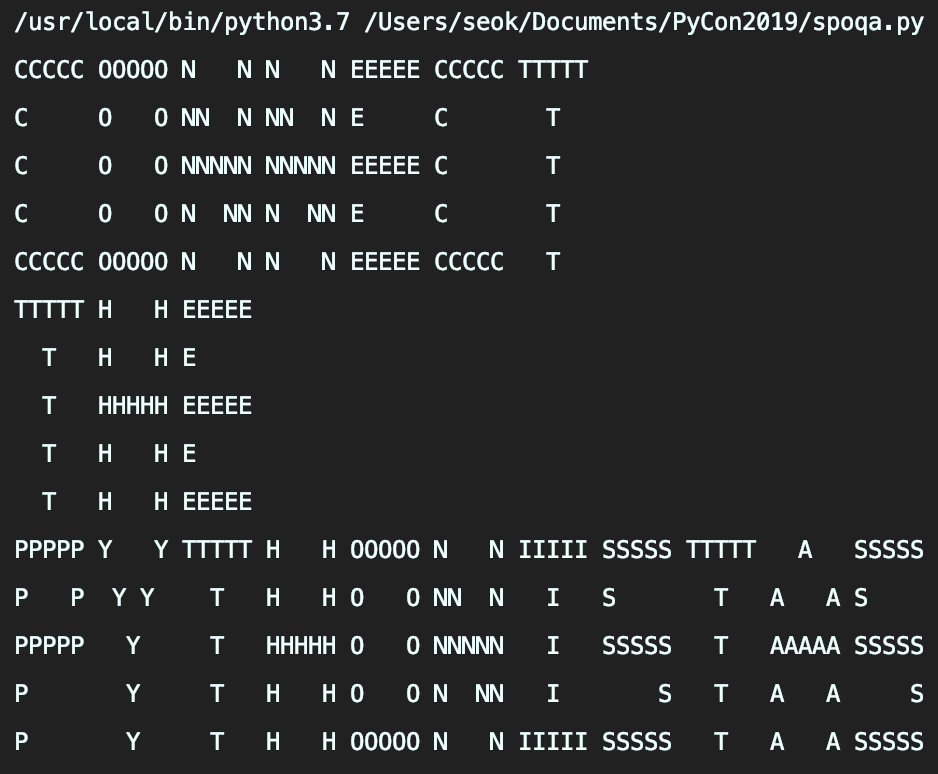 /usr/local/bin/python3.7 /Users/seok/Documents/PyCon2019/spoqa.py
CCCCC OOOOO N   N N   N EEEEE CCCCC TTTTT
C     O   O NN  N NN  N E     C       T
C     O   O NNNNN NNNNN EEEEE C       T
C     O   O N  NN N  NN E     C       T
CCCCC OOOOO N   N N   N EEEEE CCCCC   T
TTTTT H   H EEEEE
  T   H   H E
  T   HHHHH EEEEE
  T   H   H E
  T   H   H EEEEE
PPPPP Y   Y TTTTT H   H OOOOO N   N IIIII SSSSS TTTTT   A   SSSSS
P   P  Y Y    T   H   H O   O NN  N   I   S       T   A   A S
PPPPP   Y     T   HHHHH O   O NNNNN   I   SSSSS   T   AAAAA SSSSS
P       Y     T   H   H O   O N  NN   I       S   T   A   A     S
P       Y     T   H   H OOOOO N   N IIIII SSSSS   T   A   A SSSSS